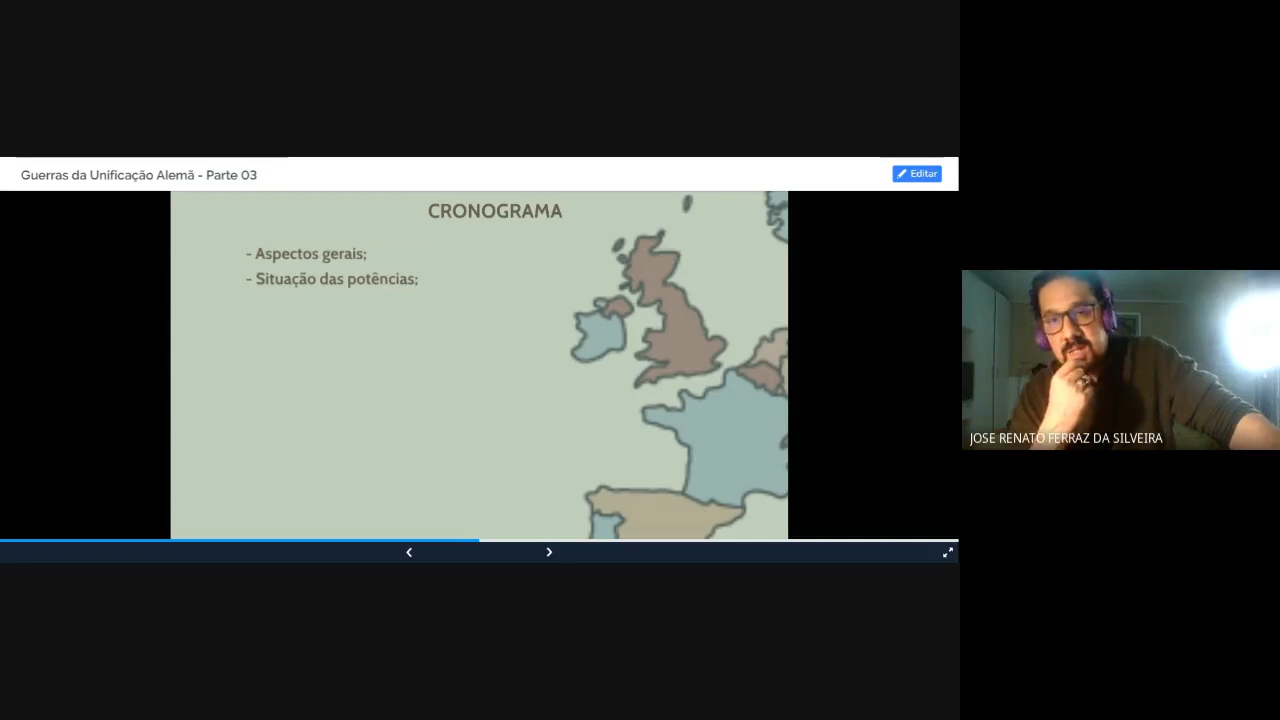 Guerras da Unificação Alemã - Parte 03
Editar
CRONOGRAMA
- Aspectos gerais;
- Situação das potências;
JOSE RENATO FERRAZ DA SILVEIRA